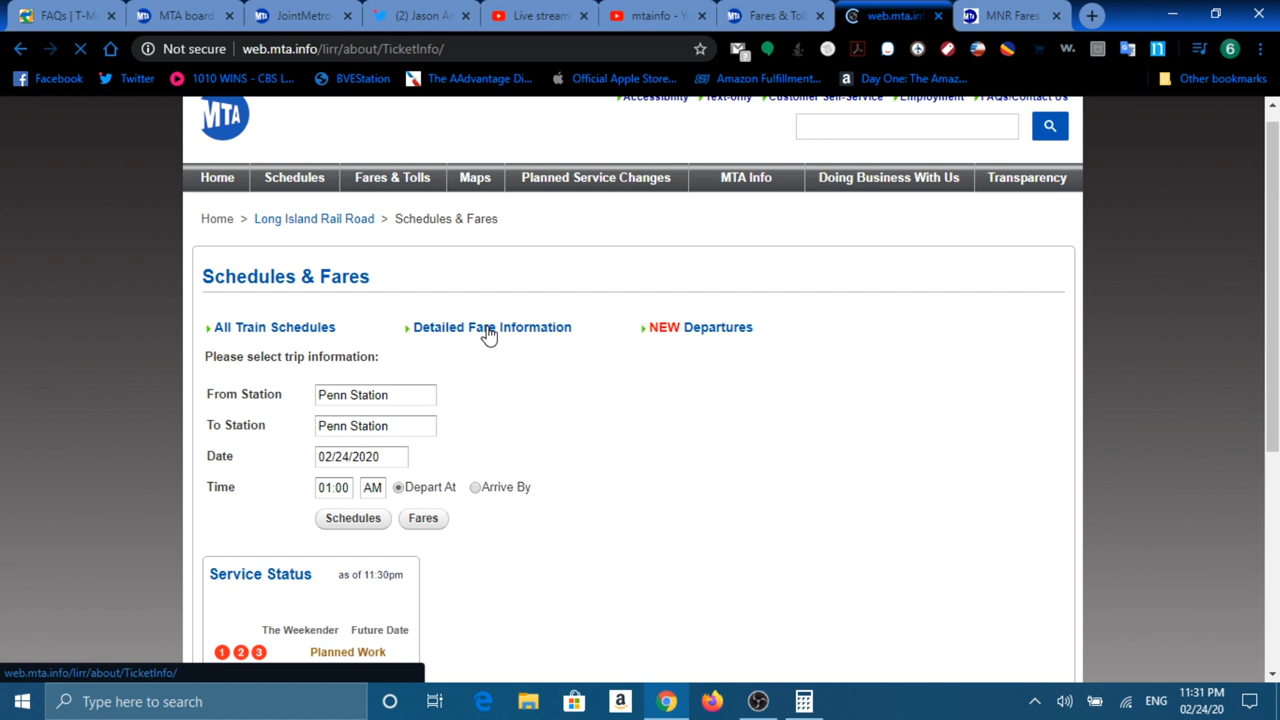 FAQs | T-M
MTA board
JointMetro-
(2) Jason A
Live stream
mtainfo - Yo
Fares & Toll
web.mta.in
MNR Fares
Not secure | web.mta.info/lirr/about/TicketInfo/
Facebook
Twitter
1010 WINS - CBS L...
BVEStation
The AAdvantage Di...
Official Apple Store...
Amazon Fulfillment...
Day One: The Amaz...
Other bookmarks
MTA
Accessibility
Text-only
Customer Self-Service
Employment
FAQs/Contact Us
Home
Schedules
Fares & Tolls
Maps
Planned Service Changes
MTA Info
Doing Business With Us
Transparency
Home > Long Island Rail Road > Schedules & Fares
Schedules & Fares
All Train Schedules
Detailed Fare Information
NEW Departures
Please select trip information:
From Station Penn Station
To Station Penn Station
Date 02/24/2020
Time 01:00 AM Depart At Arrive By
Schedules Fares
Service Status as of 11:30pm
The Weekender Future Date
1 2 3 Planned Work
web.mta.info/lirr/about/TicketInfo/
Type here to search
ENG
11:31 PM
02/24/20